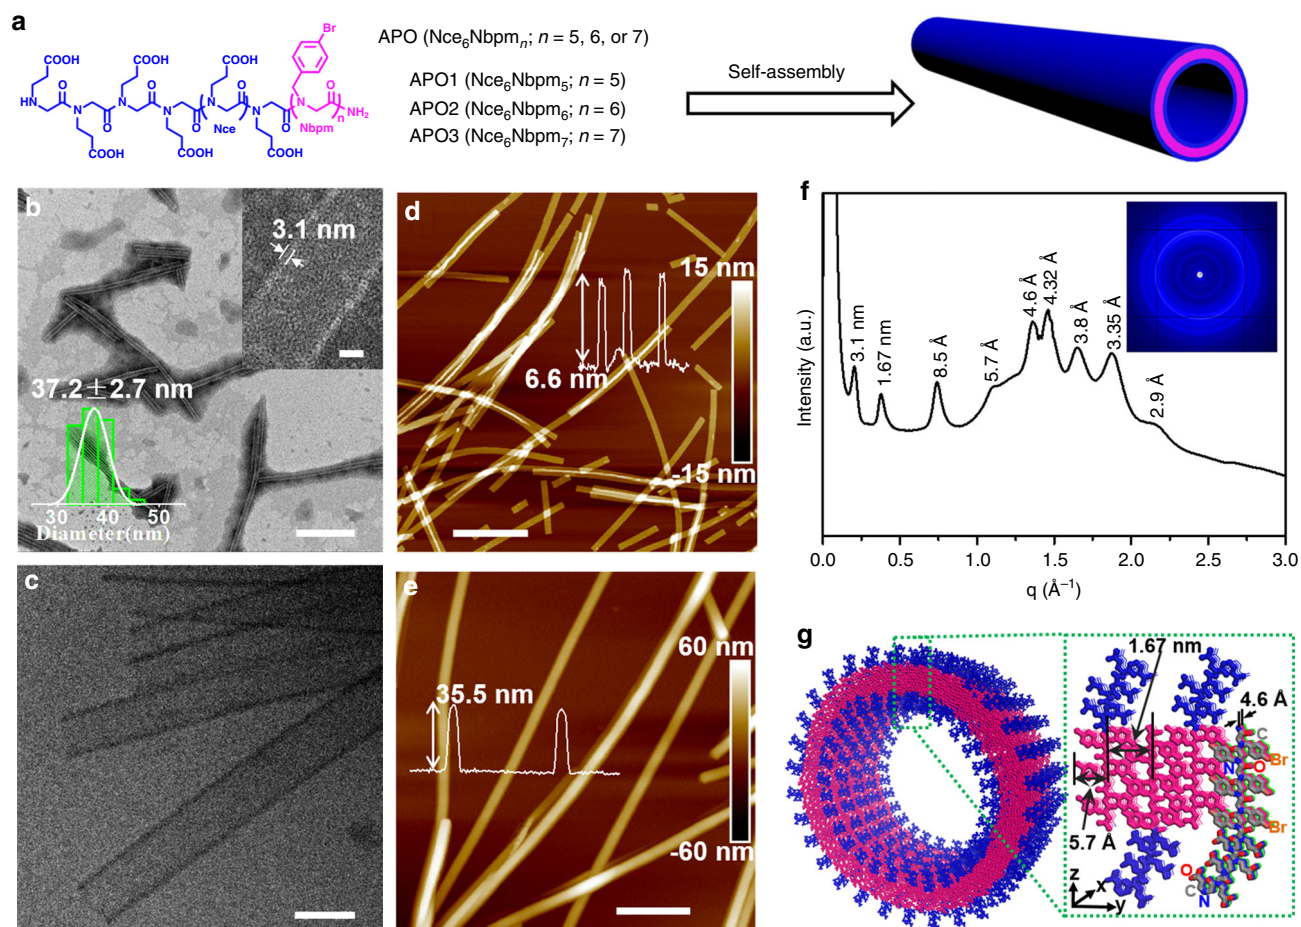 a
Br
COOH
COOH
COOH
COOH
HN
O
N
O
N
O
N
O
N
O
N
O
N
O
n
NH₂
Nce
Nbpm
COOH
COOH
COOH
APO (Nce₆Nbpmₙ; n = 5, 6, or 7)
APO1 (Nce₆Nbpm₅; n = 5)
APO2 (Nce₆Nbpm₆; n = 6)
APO3 (Nce₆Nbpm₇; n = 7)
Self-assembly
b
3.1 nm
37.2±2.7 nm
30 40 50
Diameter(nm)
c
d
15 nm
6.6 nm
-15 nm
e
60 nm
35.5 nm
-60 nm
f
Intensity (a.u.)
3.1 nm
1.67 nm
8.5 Å
5.7 Å
4.6 Å
4.32 Å
3.8 Å
3.35 Å
2.9 Å
0.0 0.5 1.0 1.5 2.0 2.5 3.0
q (Å⁻¹)
g
1.67 nm
4.6 Å
C
Br
N
O
Br
5.7 Å
z
x
y
O
C
N